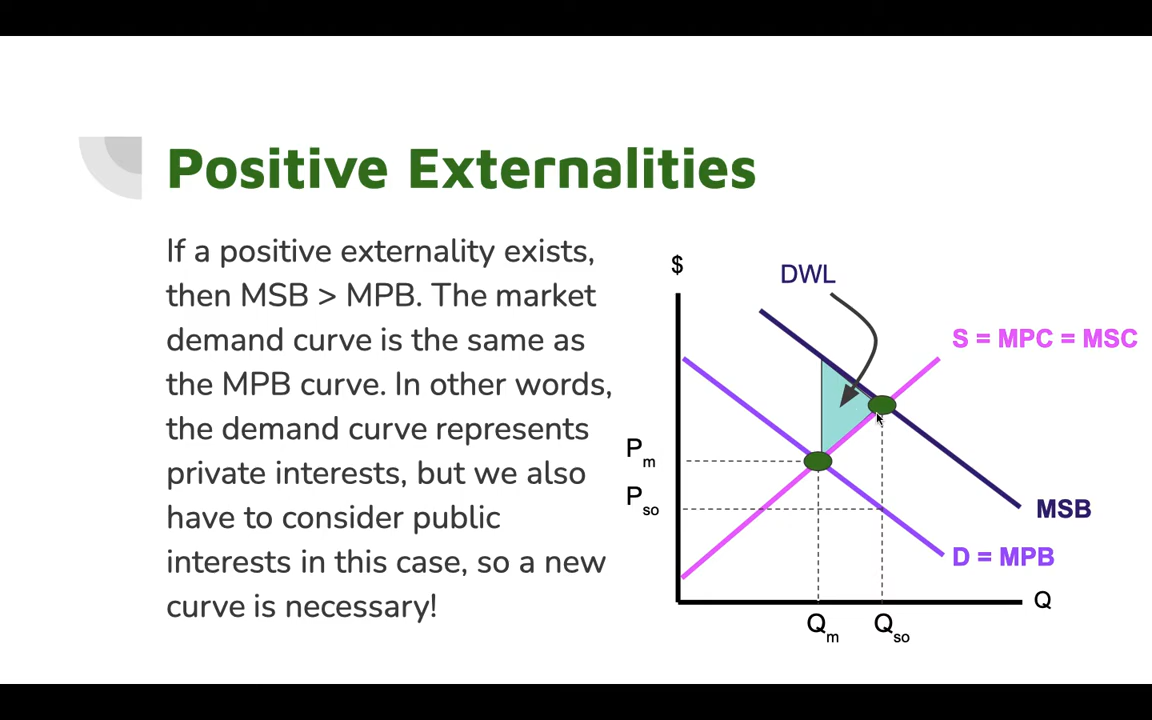 Positive Externalities
If a positive externality exists,
then MSB > MPB. The market
demand curve is the same as
the MPB curve. In other words,
the demand curve represents
private interests, but we also
have to consider public
interests in this case, so a new
curve is necessary!
$
DWL
S = MPC = MSC
Pm
Pso
MSB
D = MPB
Q
Qm
Qso